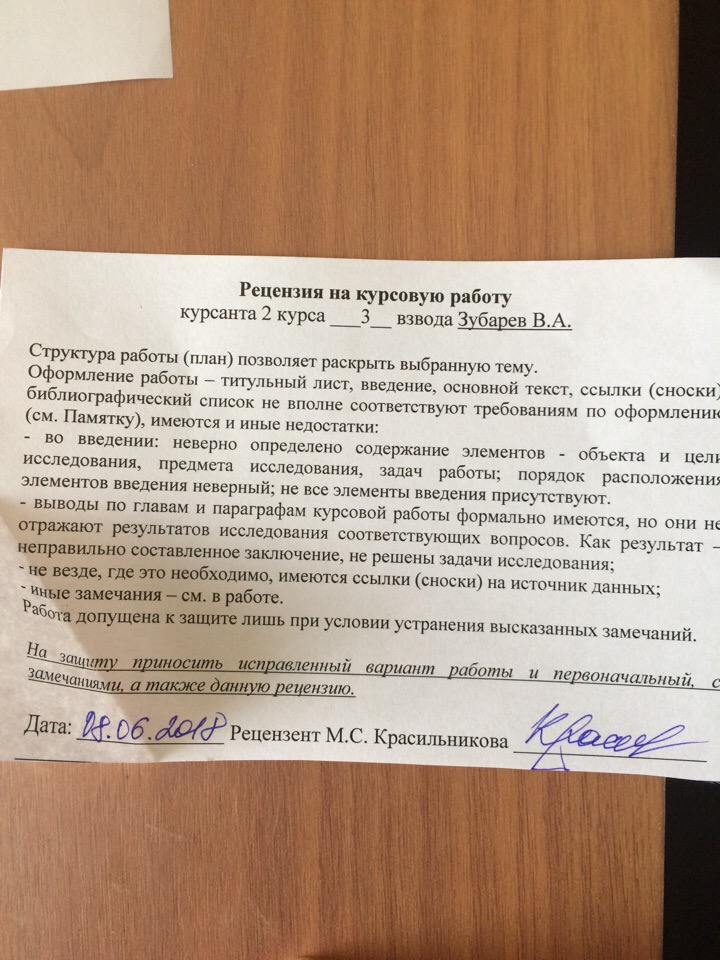 Рецензия на курсовую работу
курсанта 2 курса ___3__ взвода Зубарев В.А.
Структура работы (план) позволяет раскрыть выбранную тему.
Оформление работы – титульный лист, введение, основной текст, ссылки (сноски)
библиографический список не вполне соответствуют требованиям по оформлению
(см. Памятку), имеются и иные недостатки:
- во введении: неверно определено содержание элементов - объекта и цели
исследования, предмета исследования, задач работы; порядок расположения
элементов введения неверный; не все элементы введения присутствуют.
- выводы по главам и параграфам курсовой работы формально имеются, но они не
отражают результатов исследования соответствующих вопросов. Как результат –
неправильно составленное заключение, не решены задачи исследования;
- не везде, где это необходимо, имеются ссылки (сноски) на источник данных;
- иные замечания – см. в работе.
Работа допущена к защите лишь при условии устранения высказанных замечаний.
На защиту приносить исправленный вариант работы и первоначальный, с
замечаниями, а также данную рецензию.
Дата: 28.06.2018 Рецензент М.С. Красильникова